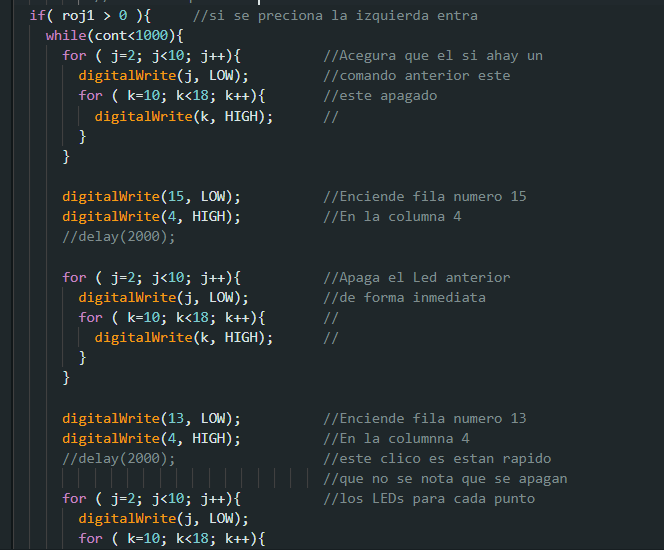 if( roj1 > 0 ){     //si se preciona la izquierda entra
  while(cont<1000){
    for ( j=2; j<10; j++){          //Acegura que el si ahay un
      digitalWrite(j, LOW);         //comando anterior este
      for ( k=10; k<18; k++){       //este apagado
        digitalWrite(k, HIGH);      //
      }
    }

    digitalWrite(15, LOW);          //Enciende fila numero 15
    digitalWrite(4, HIGH);          //En la columna 4
    //delay(2000);

    for ( j=2; j<10; j++){          //Apaga el Led anterior
      digitalWrite(j, LOW);         //de forma inmediata
      for ( k=10; k<18; k++){       //
        digitalWrite(k, HIGH);      //
      }
    }

    digitalWrite(13, LOW);          //Enciende fila numero 13
    digitalWrite(4, HIGH);          //En la columnna 4
    //delay(2000);                  //este clico es estan rapido
                                    //que no se nota que se apagan
    for ( j=2; j<10; j++){          //los LEDs para cada punto
      digitalWrite(j, LOW);
      for ( k=10; k<18; k++){